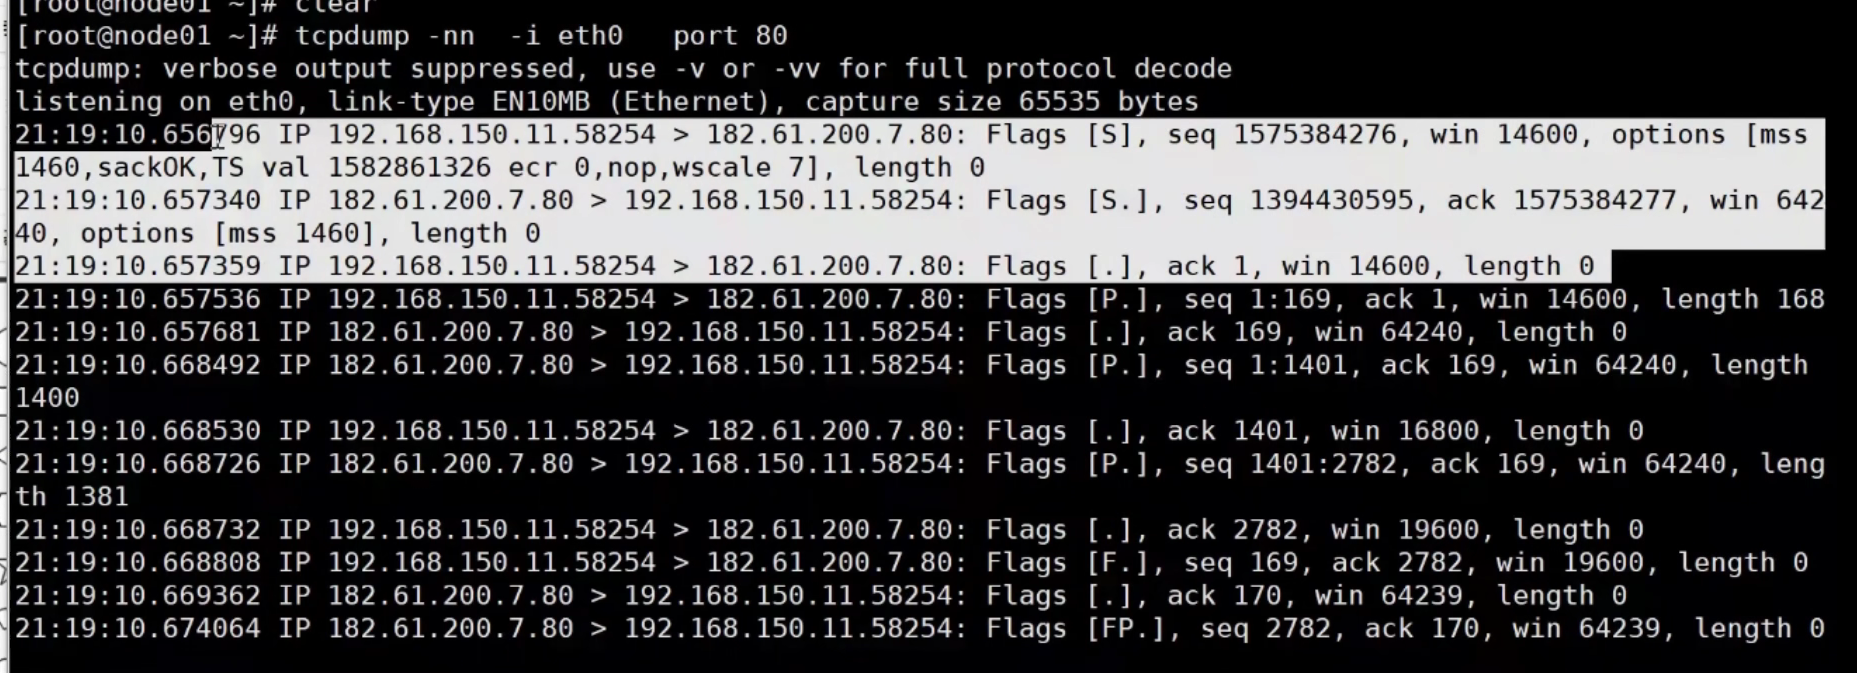 [root@node01 ~]# clear
[root@node01 ~]# tcpdump -nn  -i eth0   port 80
tcpdump: verbose output suppressed, use -v or -vv for full protocol decode
listening on eth0, link-type EN10MB (Ethernet), capture size 65535 bytes
21:19:10.656796 IP 192.168.150.11.58254 > 182.61.200.7.80: Flags [S], seq 1575384276, win 14600, options [mss
1460,sackOK,TS val 1582861326 ecr 0,nop,wscale 7], length 0
21:19:10.657340 IP 182.61.200.7.80 > 192.168.150.11.58254: Flags [S.], seq 1394430595, ack 1575384277, win 642
40, options [mss 1460], length 0
21:19:10.657359 IP 192.168.150.11.58254 > 182.61.200.7.80: Flags [.], ack 1, win 14600, length 0
21:19:10.657536 IP 192.168.150.11.58254 > 182.61.200.7.80: Flags [P.], seq 1:169, ack 1, win 14600, length 168
21:19:10.657681 IP 182.61.200.7.80 > 192.168.150.11.58254: Flags [.], ack 169, win 64240, length 0
21:19:10.668492 IP 182.61.200.7.80 > 192.168.150.11.58254: Flags [P.], seq 1:1401, ack 169, win 64240, length
1400
21:19:10.668530 IP 192.168.150.11.58254 > 182.61.200.7.80: Flags [.], ack 1401, win 16800, length 0
21:19:10.668726 IP 182.61.200.7.80 > 192.168.150.11.58254: Flags [P.], seq 1401:2782, ack 169, win 64240, leng
th 1381
21:19:10.668732 IP 192.168.150.11.58254 > 182.61.200.7.80: Flags [.], ack 2782, win 19600, length 0
21:19:10.668808 IP 192.168.150.11.58254 > 182.61.200.7.80: Flags [F.], seq 169, ack 2782, win 19600, length 0
21:19:10.669362 IP 182.61.200.7.80 > 192.168.150.11.58254: Flags [.], ack 170, win 64239, length 0
21:19:10.674064 IP 182.61.200.7.80 > 192.168.150.11.58254: Flags [FP.], seq 2782, ack 170, win 64239, length 0